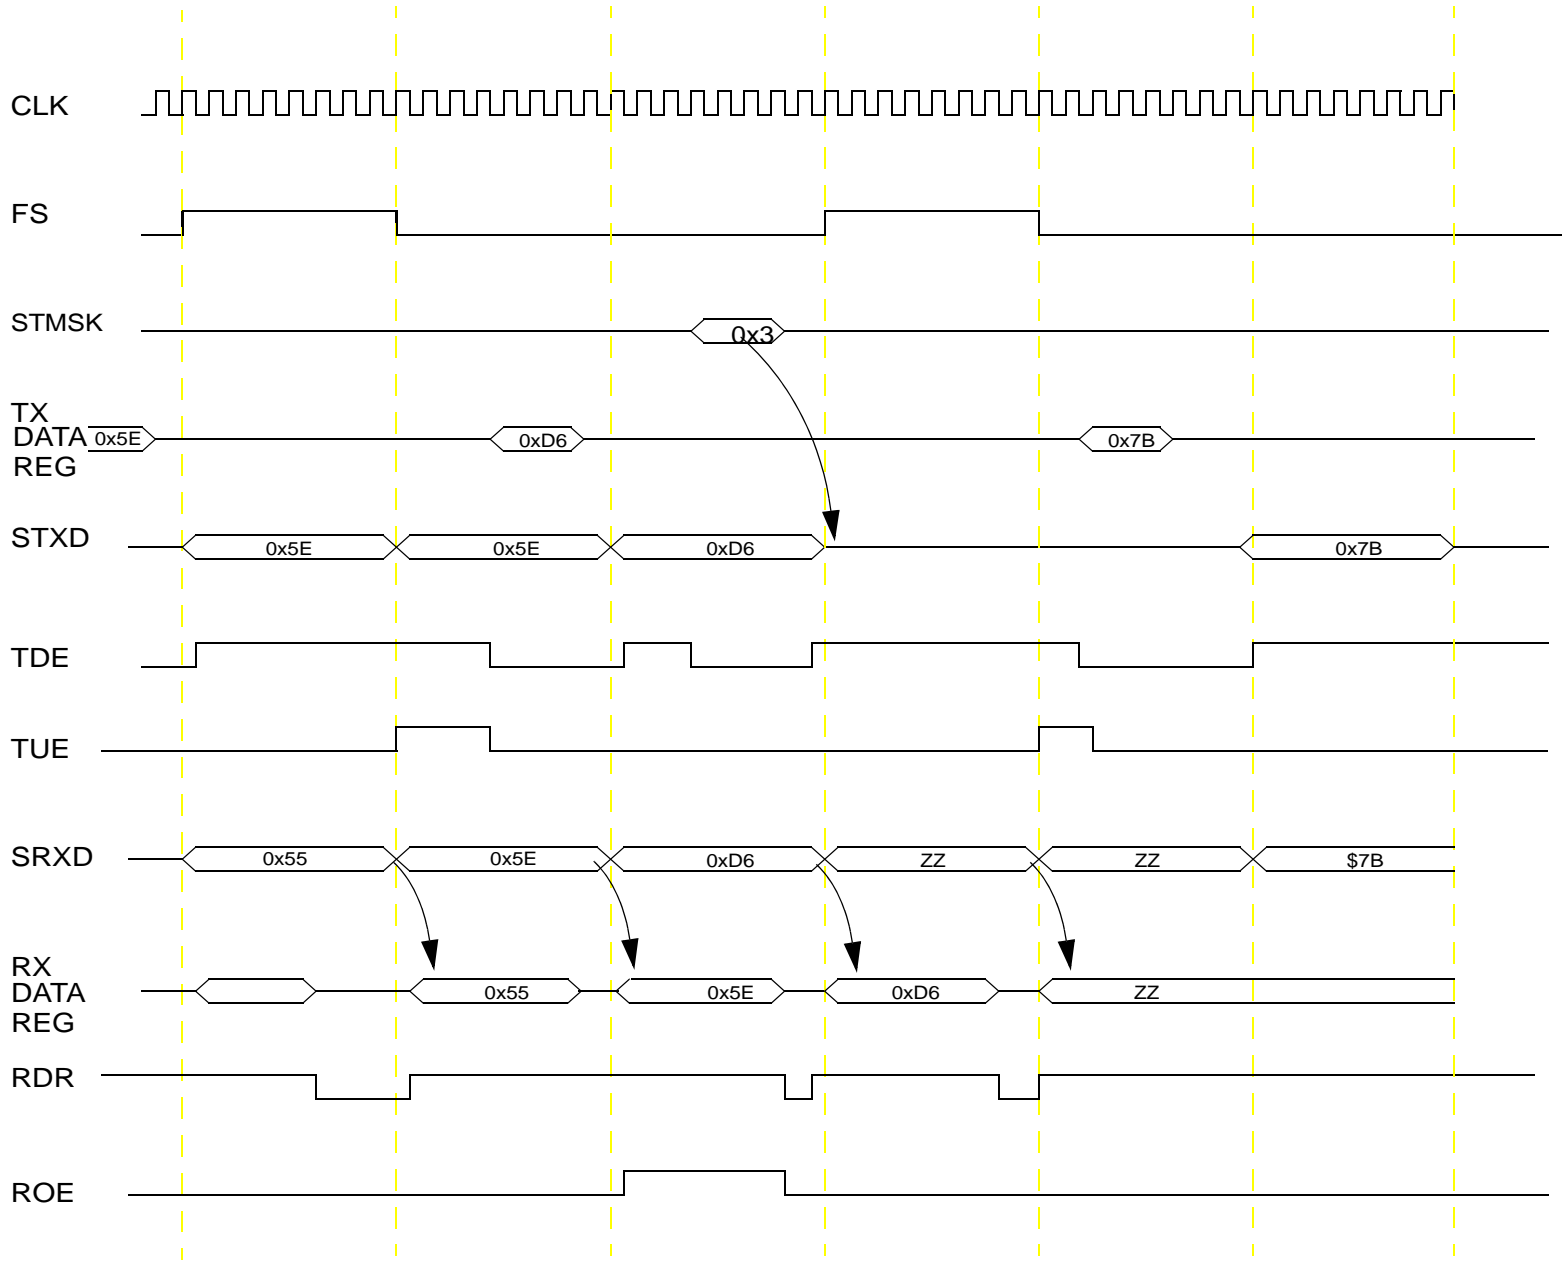 CLK
FS
STMSK
0x3
TX
DATA
REG
0x5E
0xD6
0x7B
STXD
0x5E
0x5E
0xD6
0x7B
TDE
TUE
SRXD
0x55
0x5E
0xD6
ZZ
ZZ
$7B
RX
DATA
REG
0x55
0x5E
0xD6
ZZ
RDR
ROE